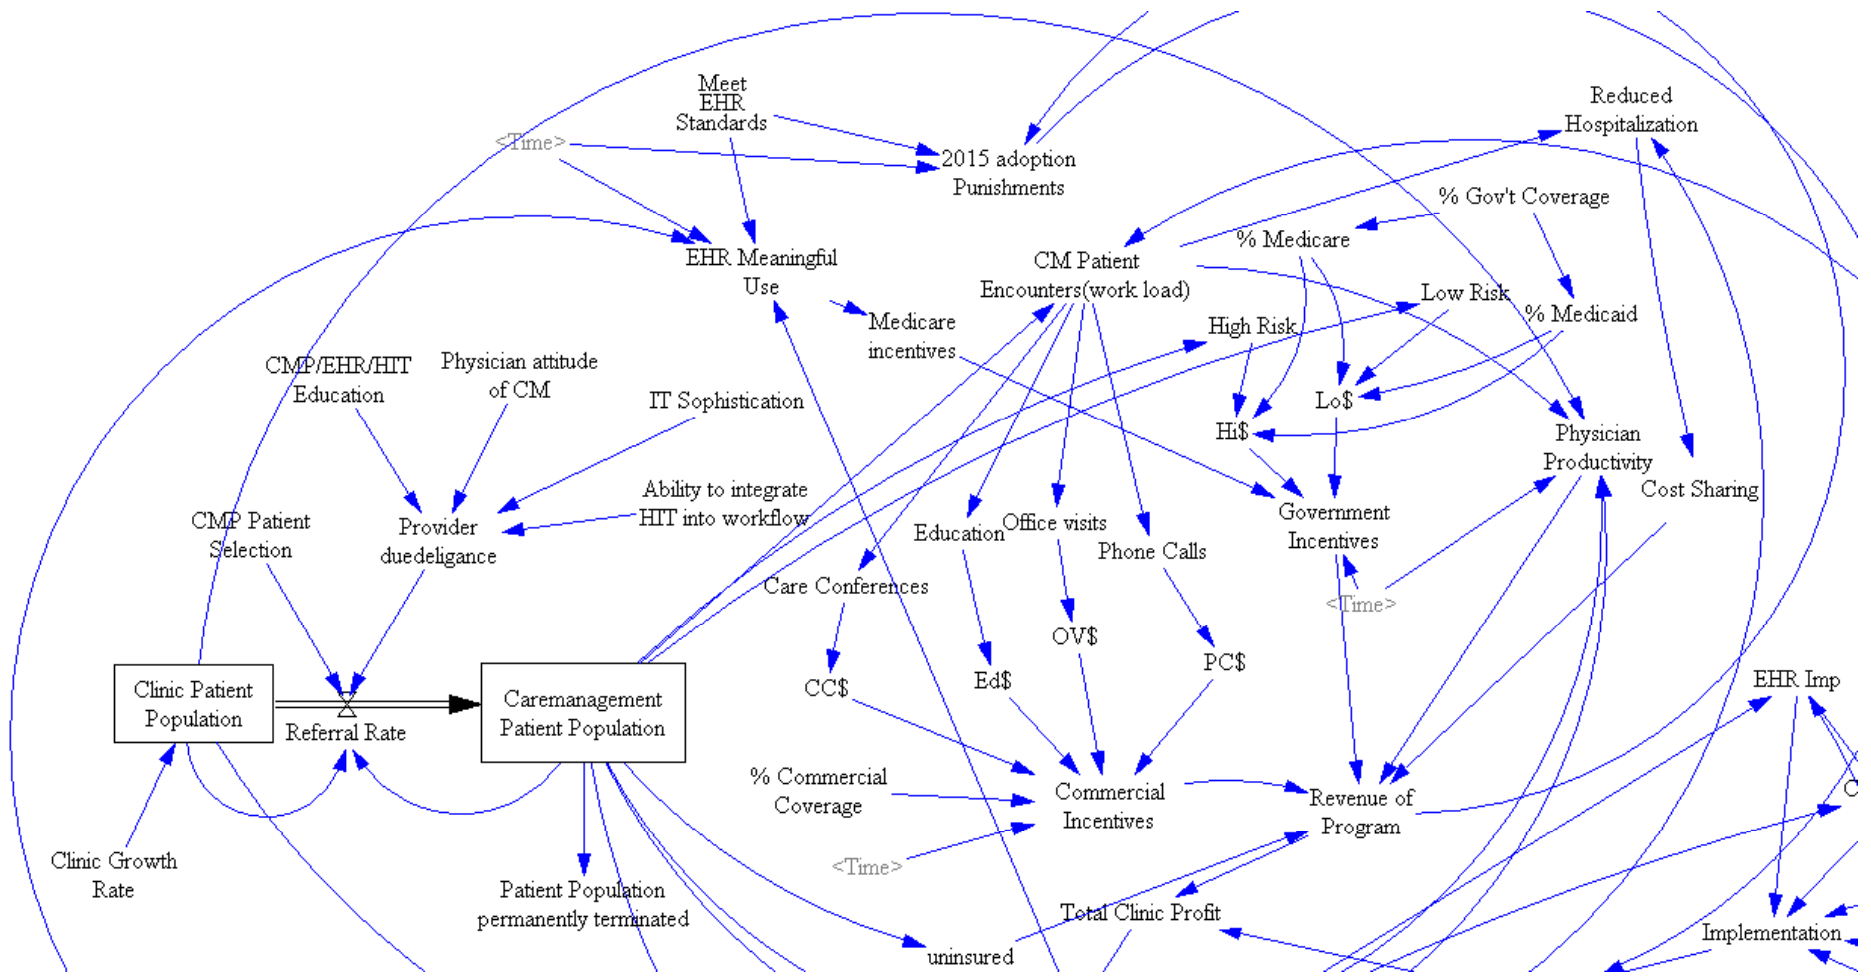 Meet
EHR
Standards
<Time>
2015 adoption
Punishments
Reduced
Hospitalization
% Gov't Coverage
% Medicare
EHR Meaningful
Use
CM Patient
Encounters(work load)
Low Risk
% Medicaid
High Risk
Medicare
incentives
CMP/EHR/HIT
Education
Physician attitude
of CM
IT Sophistication
Lo$
Hi$
Physician
Productivity
Cost Sharing
Ability to integrate
HIT into workflow
CMP Patient
Selection
Provider
duedeligance
Education
Office visits
Phone Calls
Government
Incentives
Care Conferences
<Time>
OV$
PC$
CC$
Ed$
EHR Imp
Clinic Patient
Population
Referral Rate
Caremanagement
Patient Population
% Commercial
Coverage
Commercial
Incentives
Revenue of
Program
C
Clinic Growth
Rate
<Time>
Patient Population
permanently terminated
Total Clinic Profit
uninsured
Implementation